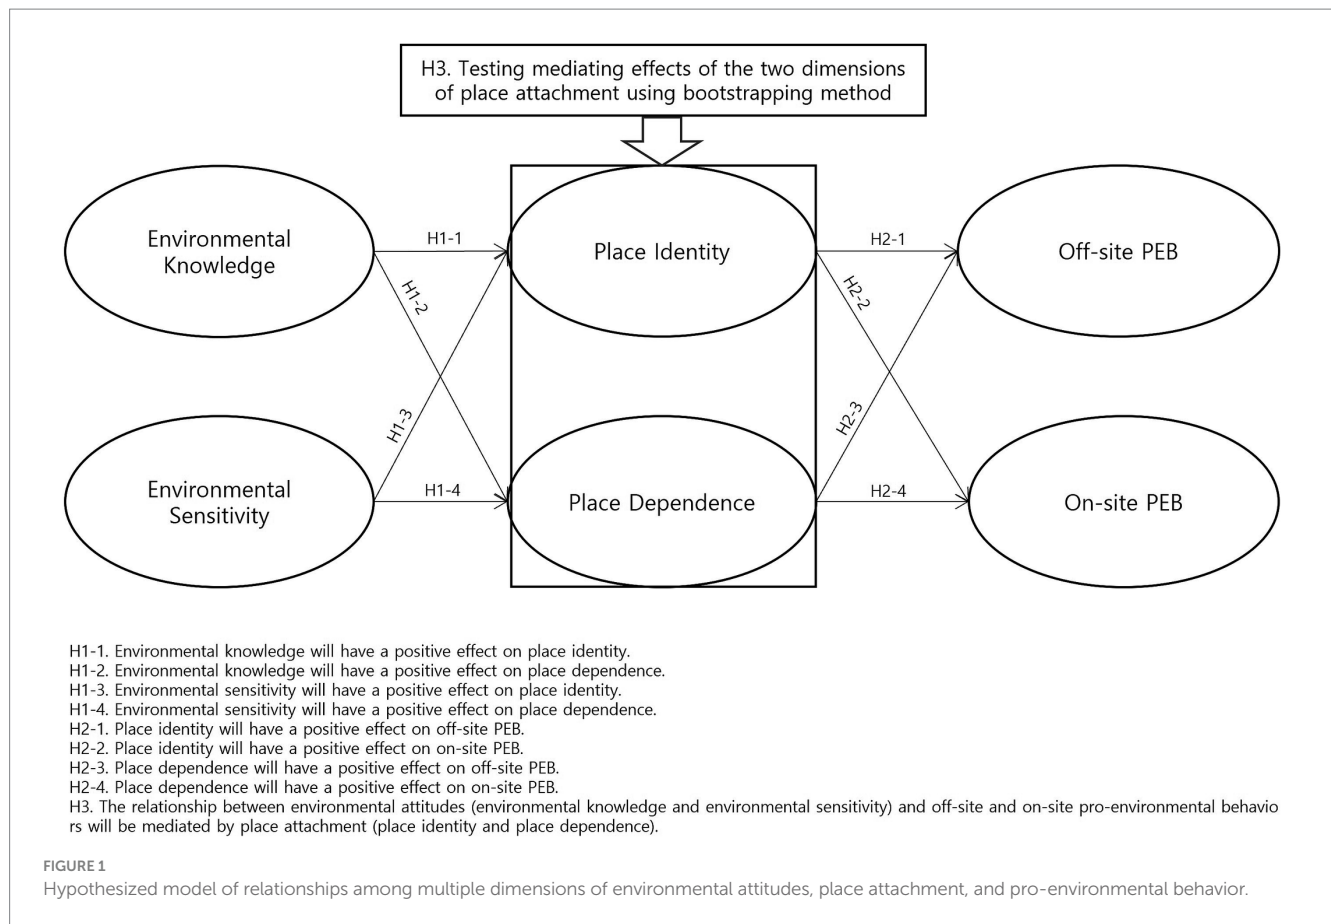 H3. Testing mediating effects of the two dimensions
of place attachment using bootstrapping method
Environmental
Knowledge
H1-1
Place Identity
H2-1
Off-site PEB
H1-2
H2-2
H1-3
H2-3
Environmental
Sensitivity
H1-4
Place Dependence
H2-4
On-site PEB
H1-1. Environmental knowledge will have a positive effect on place identity.
H1-2. Environmental knowledge will have a positive effect on place dependence.
H1-3. Environmental sensitivity will have a positive effect on place identity.
H1-4. Environmental sensitivity will have a positive effect on place dependence.
H2-1. Place identity will have a positive effect on off-site PEB.
H2-2. Place identity will have a positive effect on on-site PEB.
H2-3. Place dependence will have a positive effect on off-site PEB.
H2-4. Place dependence will have a positive effect on on-site PEB.
H3. The relationship between environmental attitudes (environmental knowledge and environmental sensitivity) and off-site and on-site pro-environmental behavio
rs will be mediated by place attachment (place identity and place dependence).
FIGURE 1
Hypothesized model of relationships among multiple dimensions of environmental attitudes, place attachment, and pro-environmental behavior.